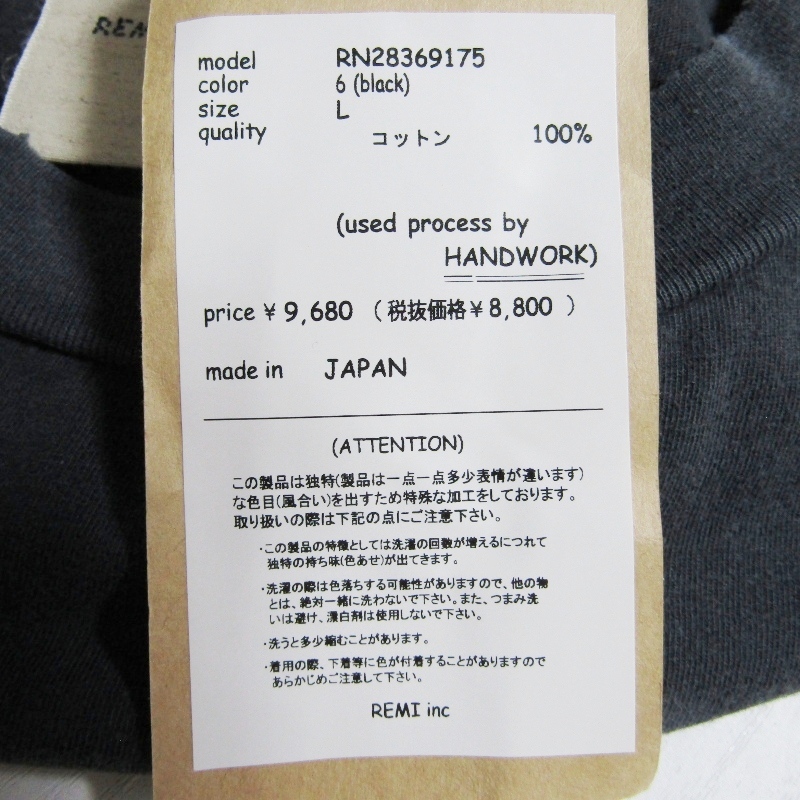 REM
model RN28369175
color 6 (black)
size L
quality コットン 100%
(used process by
HANDWORK)
price ¥ 9,680 (税抜価格¥8,800 )
made in JAPAN
(ATTENTION)
この製品は独特(製品は一点一点多少表情が違います)
な色目(風合い)を出すため特殊な加工をしております。
取り扱いの際は下記の点にご注意下さい。
・この製品の特徴としては洗濯の回数が増えるにつれて
独特の持ち味(色あせ)が出てきます。
・洗濯の際は色落ちする可能性がありますので、他の物
とは、絶対一緒に洗わないで下さい。また、つまみ洗
いは避け、漂白剤は使用しないで下さい。
・洗うと多少縮むことがあります。
・着用の際、下着等に色が付着することがありますので
あらかじめご注意して下さい。
REMI inc